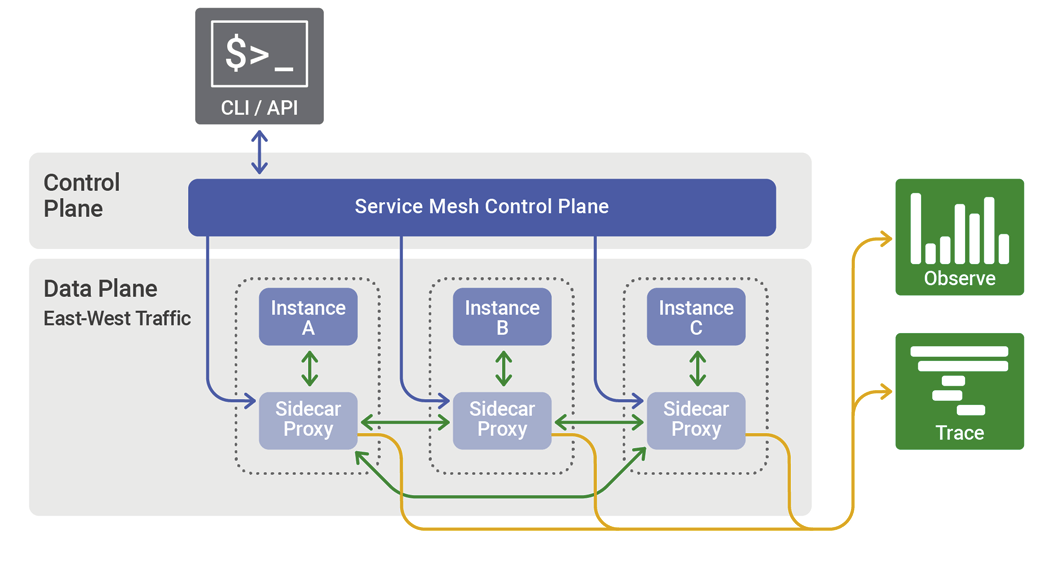 $>_
CLI / API
Control
Plane
Service Mesh Control Plane
Data Plane
East-West Traffic
Instance
A
Instance
B
Instance
C
Sidecar
Proxy
Sidecar
Proxy
Sidecar
Proxy
Observe
Trace